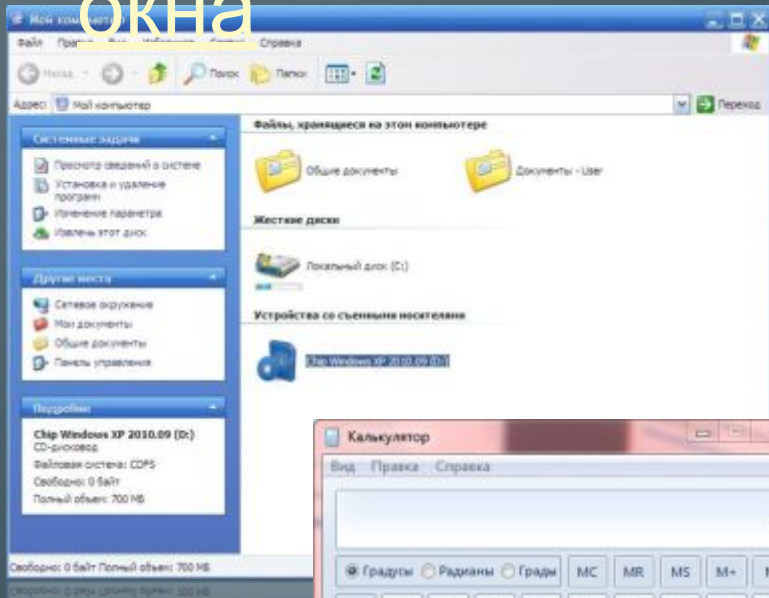 окна
Мой компьютер
Файл Правка Вид Избранное Сервис Справка
Назад Поиск Папки
Адрес: Мой компьютер Переход
Системные задачи
Просмотр сведений о системе
Установка и удаление
программ
Изменение параметра
Извлечь этот диск
Другие места
Сетевое окружение
Мои документы
Общие документы
Панель управления
Подробно
Chip Windows XP 2010.09 (D:)
CD-дисковод
Файловая система: CDFS
Свободно: 0 байт
Полный объем: 700 МБ
Файлы, хранящиеся на этом компьютере
Общие документы Документы - User
Жесткие диски
Локальный диск (C:)
Устройства со съемными носителями
Chip Windows XP 2010.09 (D:)
Свободно: 0 байт Полный объем: 700 МБ
Калькулятор
Вид Правка Справка
Градусы Радианы Грады MC MR MS M+